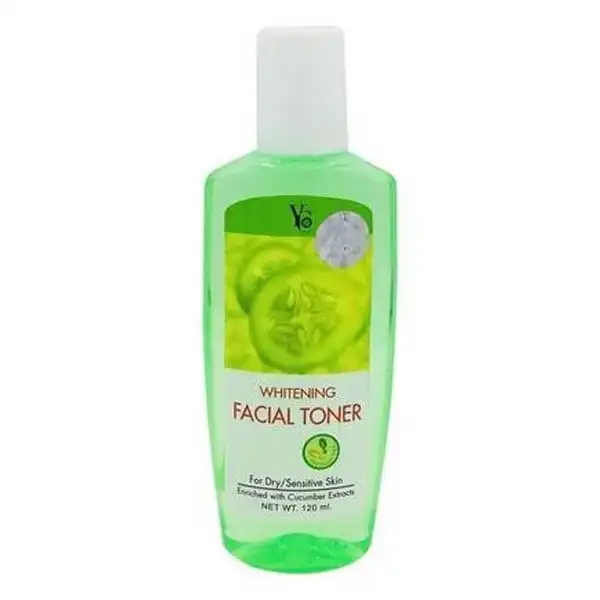 YC
WHITENING
FACIAL TONER
For Dry/Sensitive Skin
Enriched with Cucumber Extracts
NET WT. 120 ml.